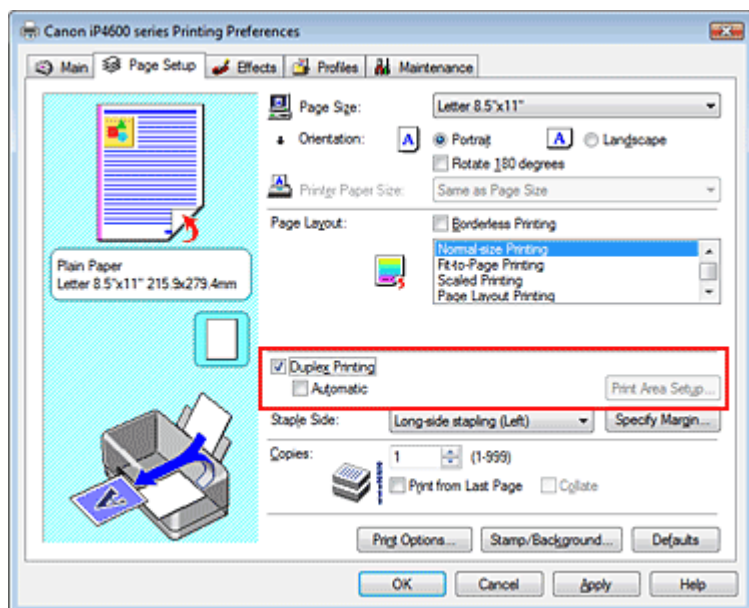 Canon iP4600 series Printing Preferences
Main Page Setup Effects Profiles Maintenance
Page Size: Letter 8.5"x11"
Orientation: A Portrait A Landscape
Rotate 180 degrees
Printer Paper Size: Same as Page Size
Page Layout: Borderless Printing
Normal-size Printing
Fit-to-Page Printing
Scaled Printing
Page Layout Printing
Plain Paper
Letter 8.5"x11" 215.9x279.4mm
Duplex Printing
Automatic Print Area Setup...
Staple Side: Long-side stapling (Left) Specify Margin...
Copies: 1 (1-999)
Print from Last Page Collate
A
Print Options... Stamp/Background... Defaults
OK Cancel Apply Help